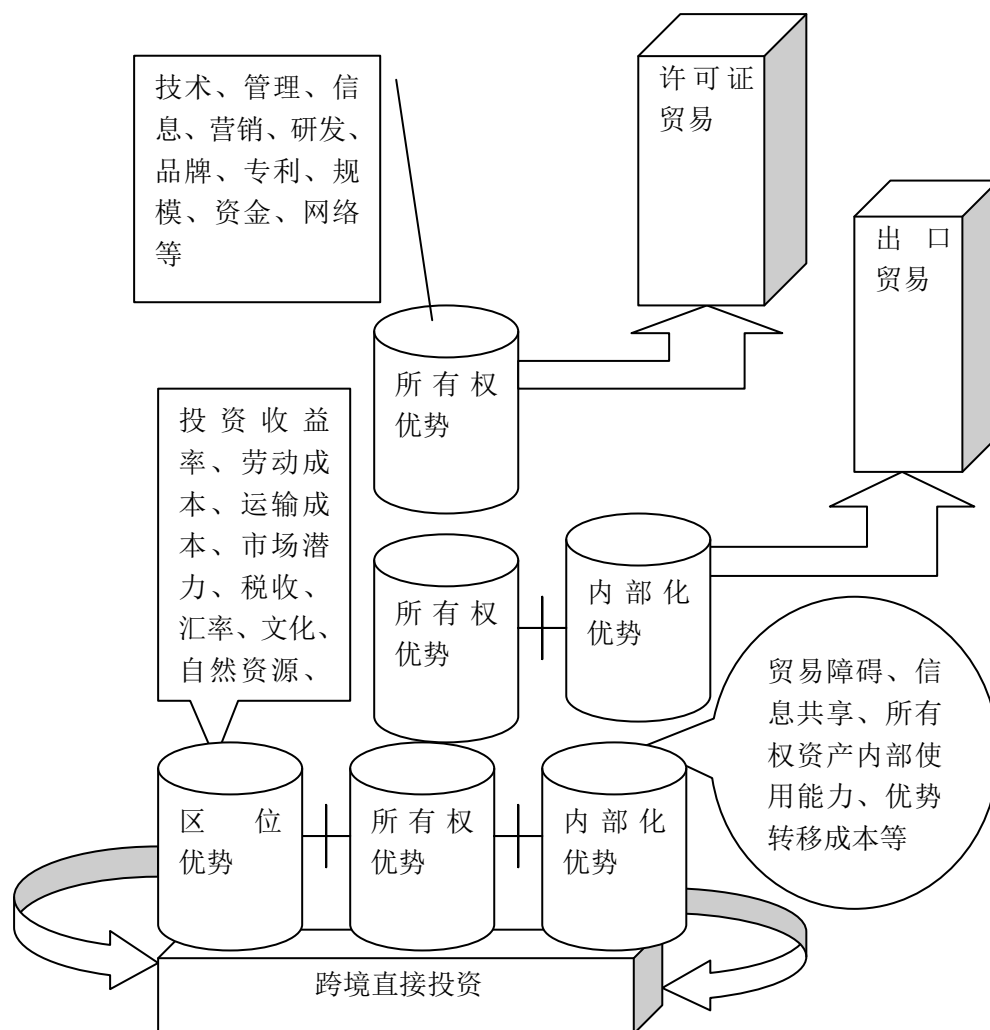 技术、管理、信
息、营销、研发、
品牌、专利、规
模、资金、网络
等
许可证
贸易
出口
贸易
所有权
优势
投资收益
率、劳动成
本、运输成
本、市场潜
力、税收、
汇率、文化、
自然资源、
所有权
优势
内部化
优势
贸易障碍、信
息共享、所有
权资产内部使
用能力、优势
转移成本等
区位
优势
所有权
优势
内部化
优势
跨境直接投资